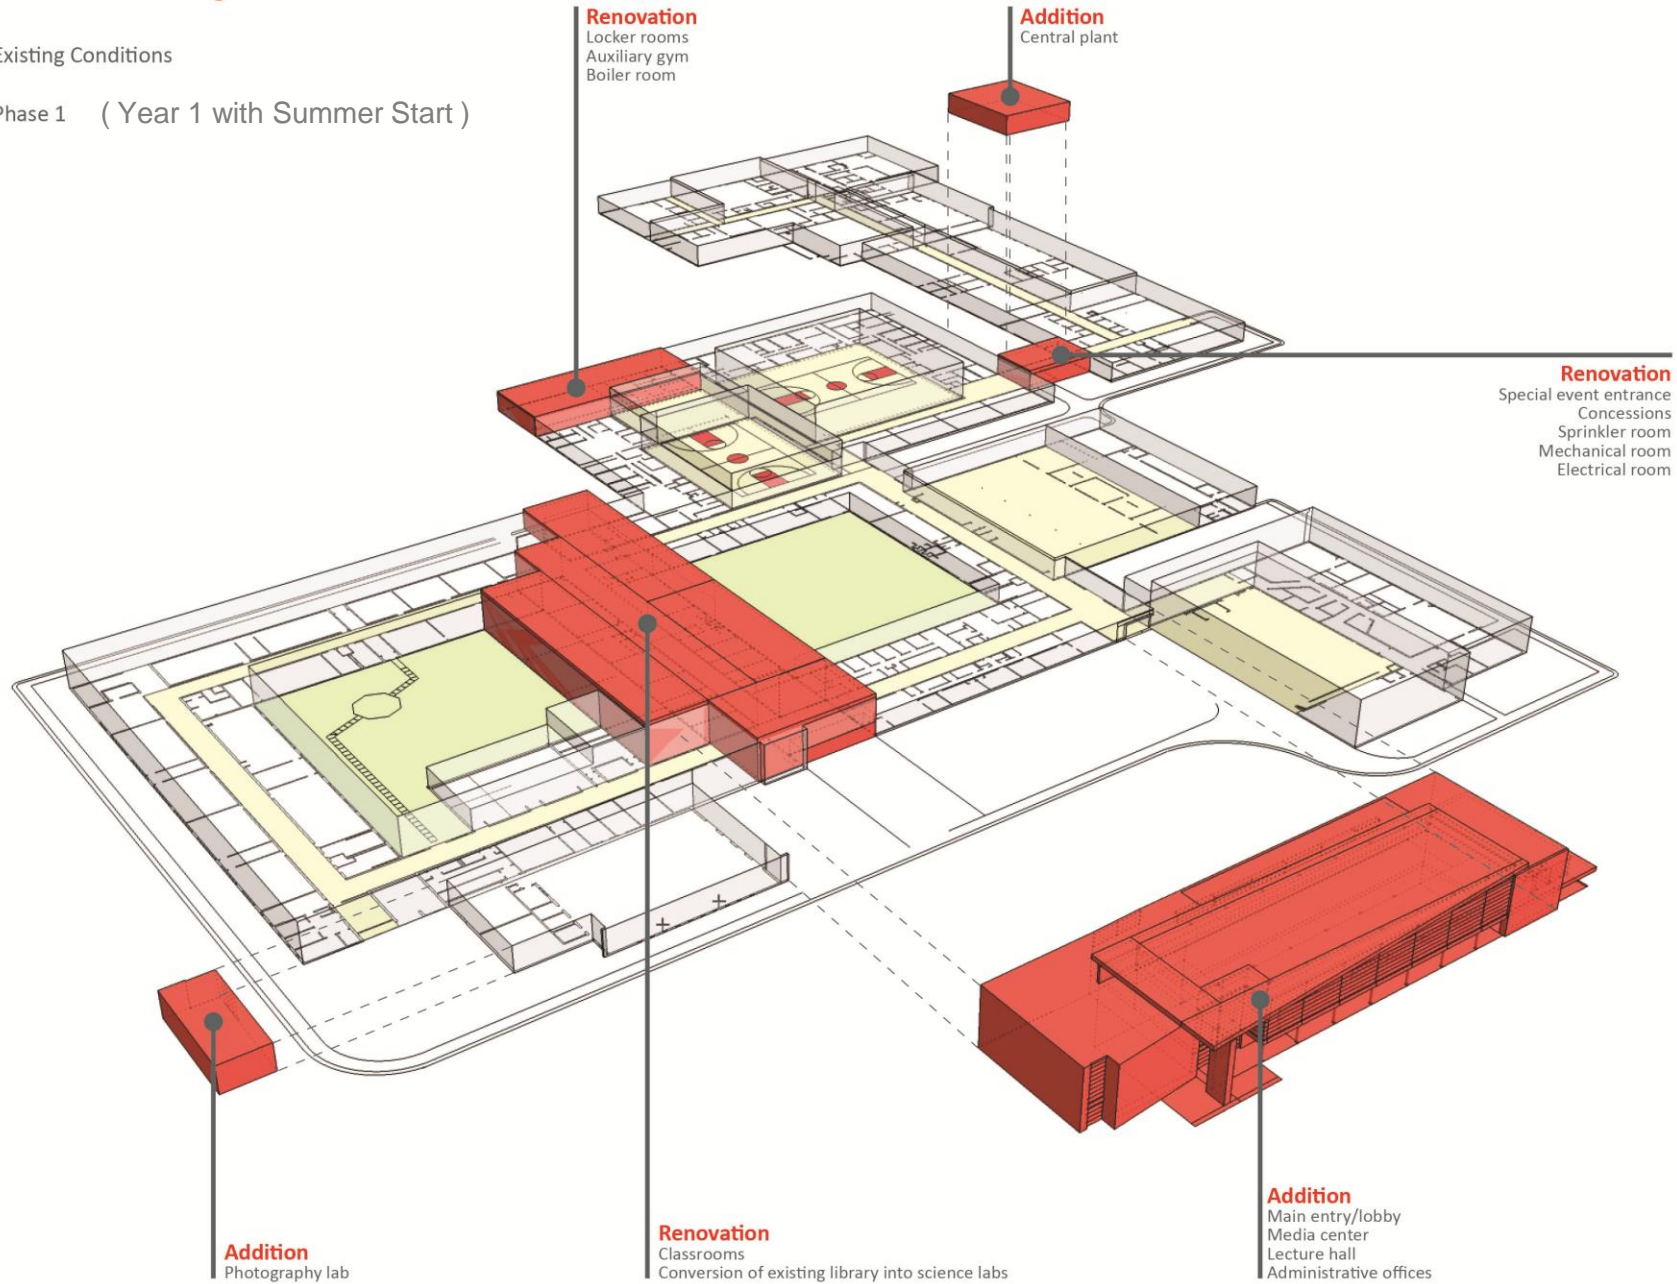 Existing Conditions
Phase 1 ( Year 1 with Summer Start )
Renovation
Locker rooms
Auxiliary gym
Boiler room
Addition
Central plant
Renovation
Special event entrance
Concessions
Sprinkler room
Mechanical room
Electrical room
Addition
Photography lab
Renovation
Classrooms
Conversion of existing library into science labs
Addition
Main entry/lobby
Media center
Lecture hall
Administrative offices